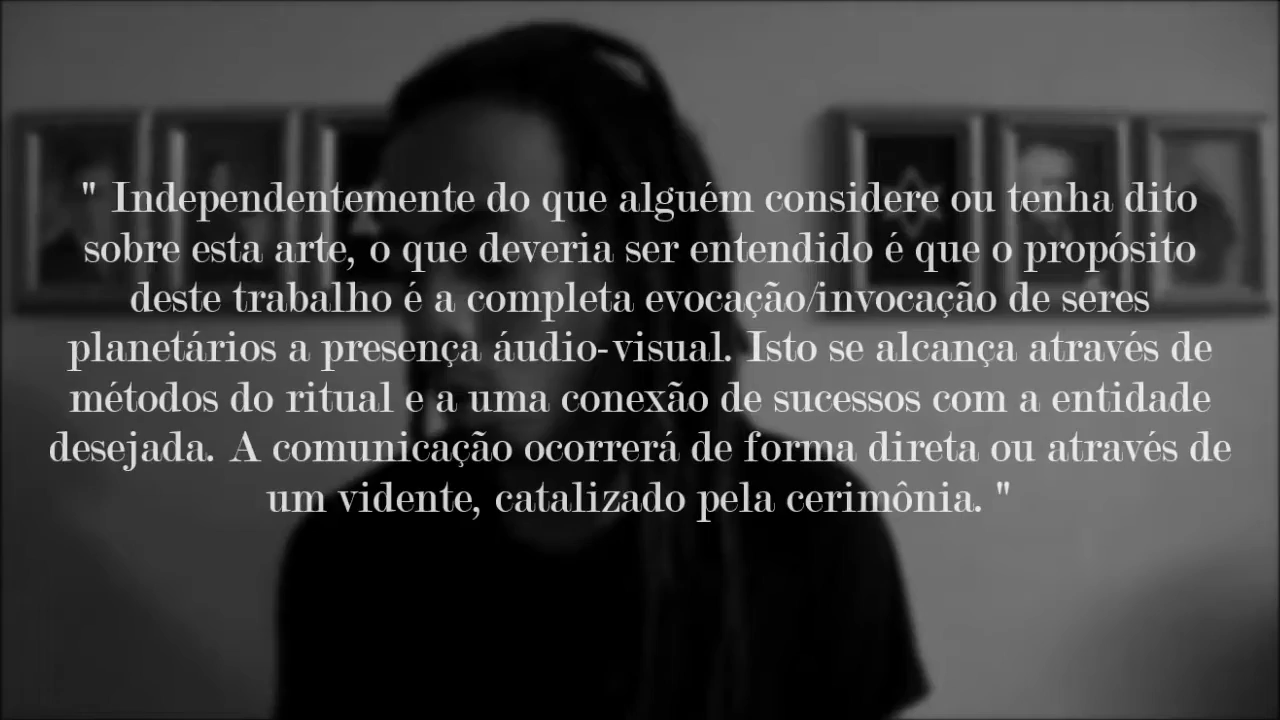 " Independentemente do que alguém considere ou tenha dito
sobre esta arte, o que deveria ser entendido é que o propósito
deste trabalho é a completa evocação/invocação de seres
planetários a presença áudio-visual. Isto se alcança através de
métodos do ritual e a uma conexão de sucessos com a entidade
desejada. A comunicação ocorrerá de forma direta ou através de
um vidente, catalizado pela cerimônia. "